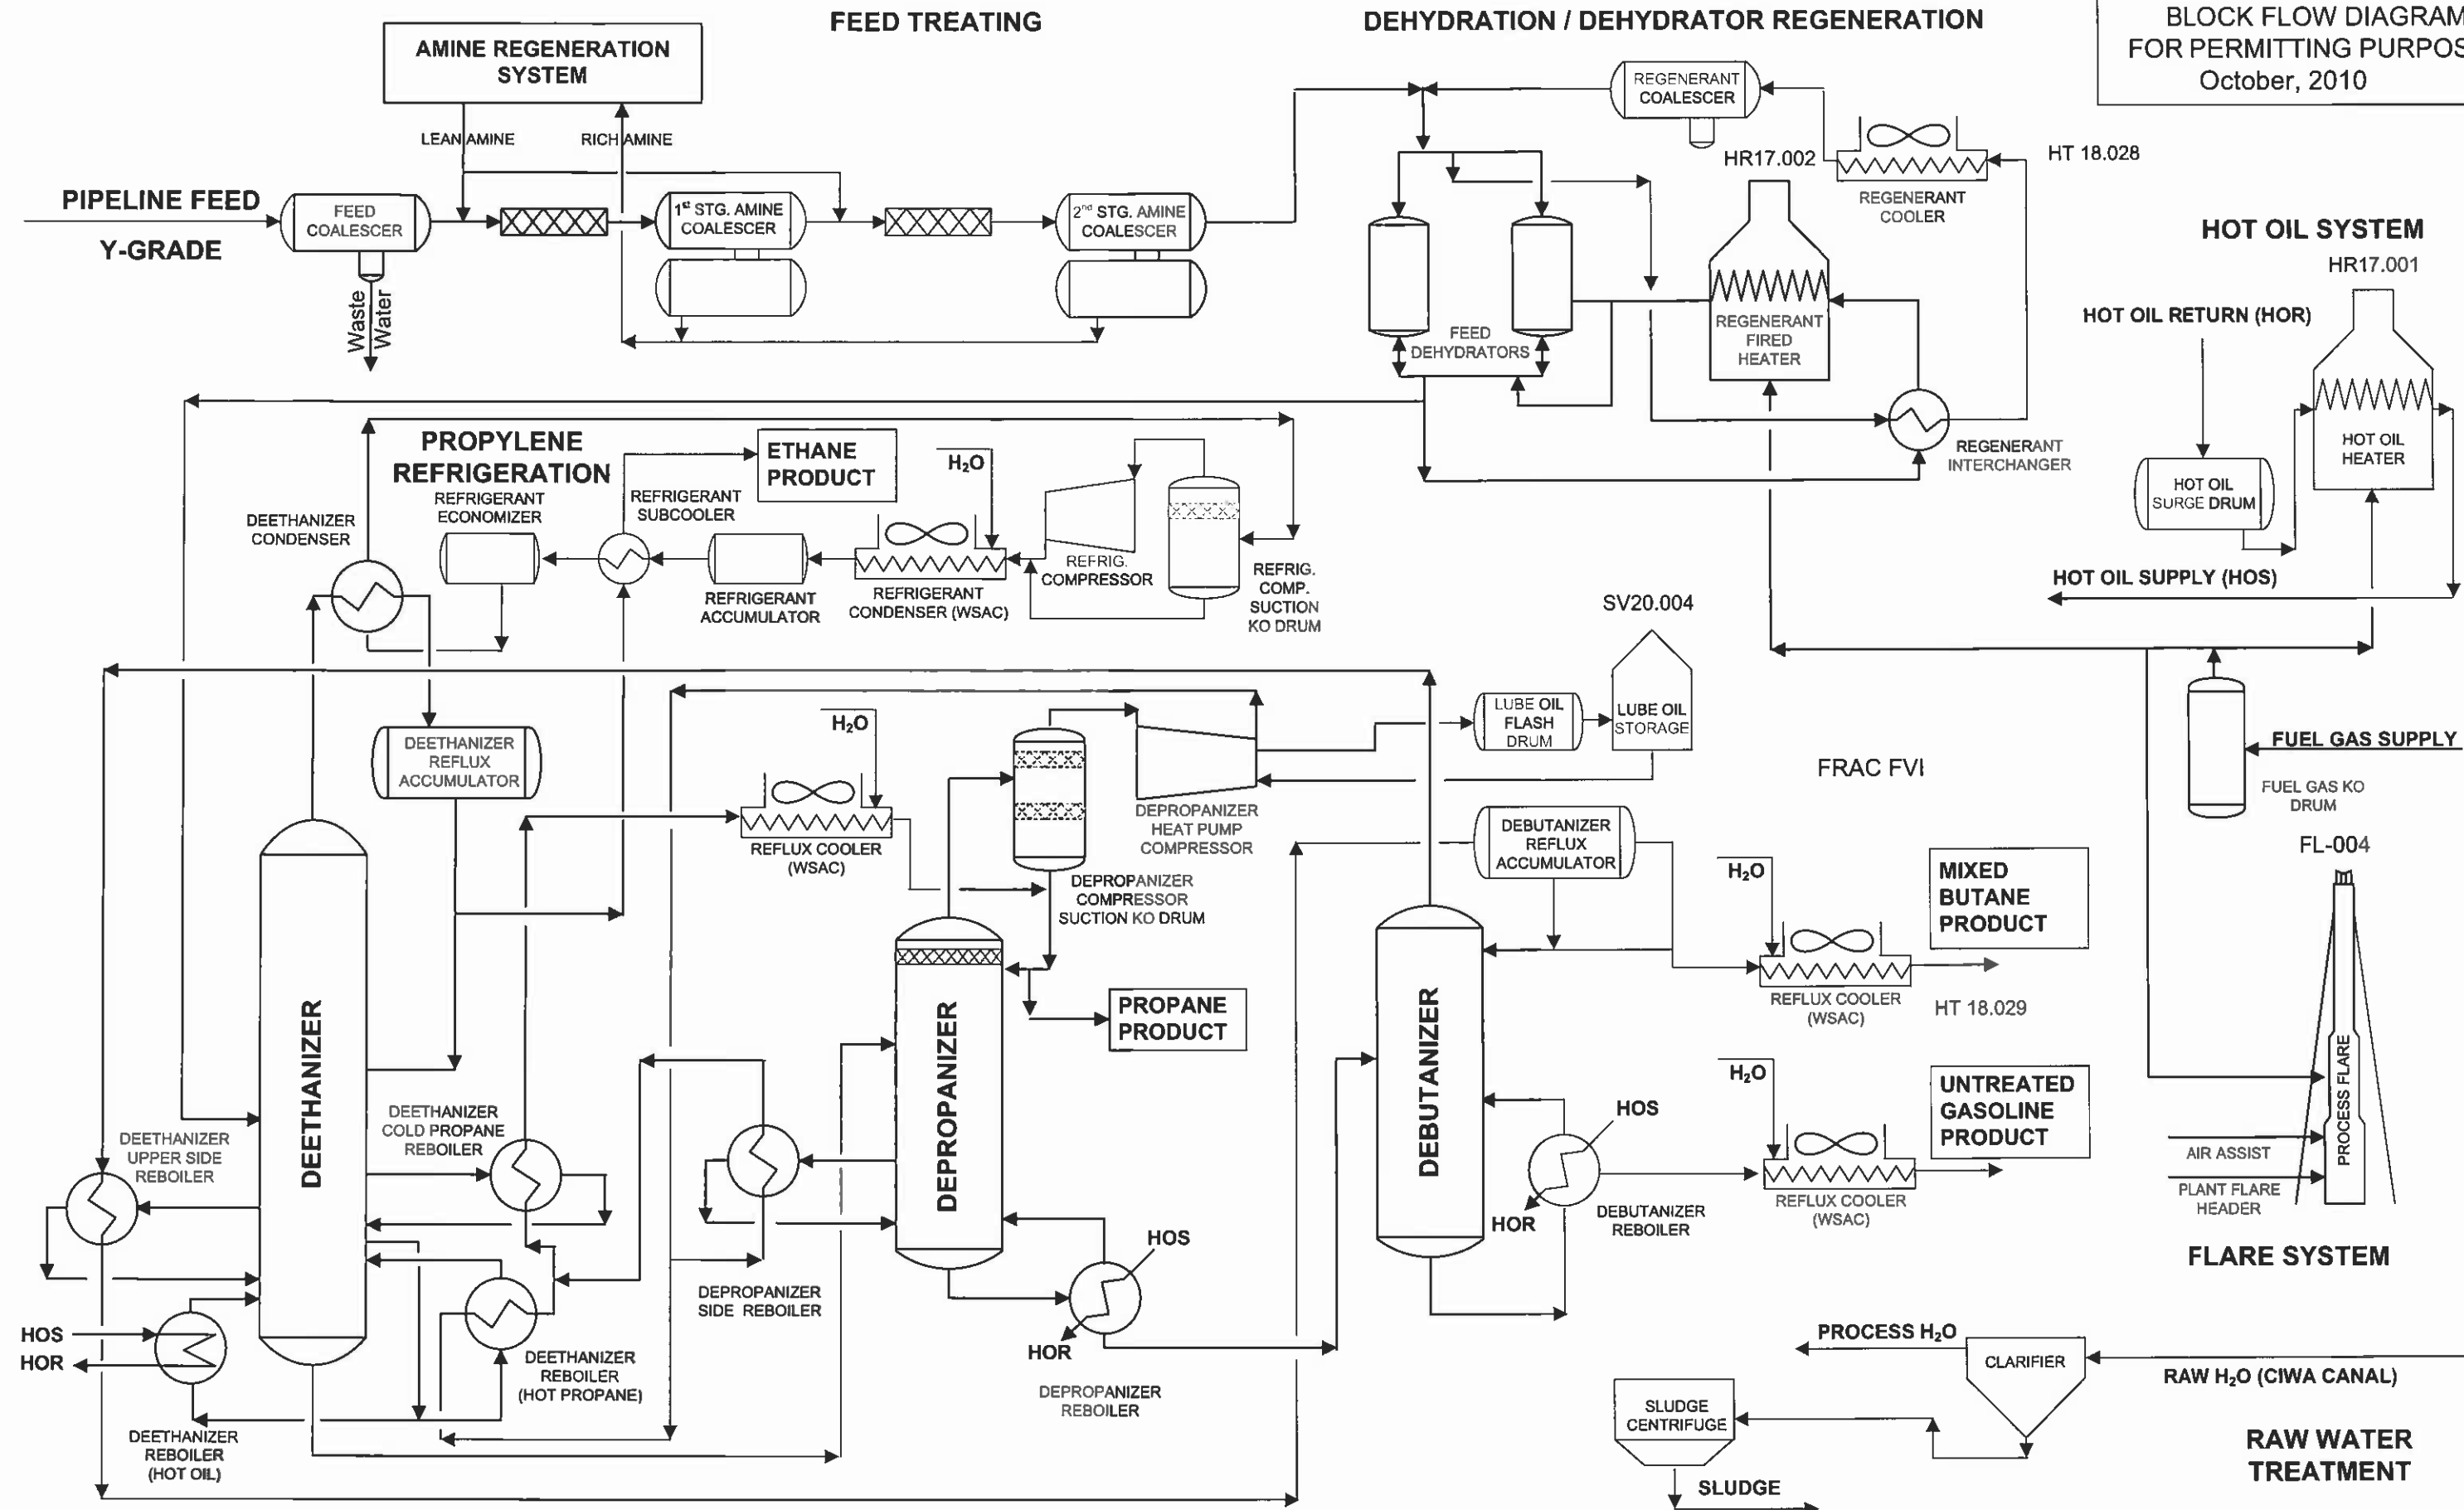 FEED TREATING
DEHYDRATION / DEHYDRATOR REGENERATION
BLOCK FLOW DIAGRAM
FOR PERMITTING PURPOS
October, 2010
AMINE REGENERATION
SYSTEM
LEAN AMINE
RICH AMINE
PIPELINE FEED
Y-GRADE
FEED
COALESCER
Waste
Water
1st STG. AMINE
COALESCER
2nd STG. AMINE
COALESCER
REGENERANT
COALESCER
HR17.002
HT 18.028
REGENERANT
COOLER
FEED
DEHYDRATORS
REGENERANT
FIRED
HEATER
REGENERANT
INTERCHANGER
HOT OIL SYSTEM
HR17.001
HOT OIL RETURN (HOR)
HOT OIL
HEATER
HOT OIL
SURGE DRUM
HOT OIL SUPPLY (HOS)
PROPYLENE
REFRIGERATION
REFRIGERANT
ECONOMIZER
ETHANE
PRODUCT
REFRIGERANT
SUBCOOLER
H2O
DEETHANIZER
CONDENSER
REFRIGERANT
ACCUMULATOR
REFRIGERANT
CONDENSER (WSAC)
REFRIG.
COMPRESSOR
REFRIG.
COMP.
SUCTION
KO DRUM
SV20.004
LUBE OIL
FLASH
DRUM
LUBE OIL
STORAGE
FUEL GAS SUPPLY
FUEL GAS KO
DRUM
FRAC FVI
DEETHANIZER
REFLUX
ACCUMULATOR
H2O
REFLUX COOLER
(WSAC)
DEPROPANIZER
HEAT PUMP
COMPRESSOR
DEPROPANIZER
COMPRESSOR
SUCTION KO DRUM
DEBUTANIZER
REFLUX
ACCUMULATOR
H2O
MIXED
BUTANE
PRODUCT
REFLUX COOLER
(WSAC)
HT 18.029
FL-004
PROCESS FLARE
AIR ASSIST
PLANT FLARE
HEADER
FLARE SYSTEM
DEETHANIZER
DEPROPANIZER
PROPANE
PRODUCT
DEBUTANIZER
H2O
UNTREATED
GASOLINE
PRODUCT
REFLUX COOLER
(WSAC)
HOS
HOR
DEBUTANIZER
REBOILER
DEETHANIZER
UPPER SIDE
REBOILER
DEETHANIZER
COLD PROPANE
REBOILER
DEPROPANIZER
SIDE REBOILER
HOS
HOR
DEPROPANIZER
REBOILER
HOS
HOR
DEETHANIZER
REBOILER
(HOT PROPANE)
DEETHANIZER
REBOILER
(HOT OIL)
PROCESS H2O
CLARIFIER
RAW H2O (CIWA CANAL)
SLUDGE
CENTRIFUGE
SLUDGE
RAW WATER
TREATMENT